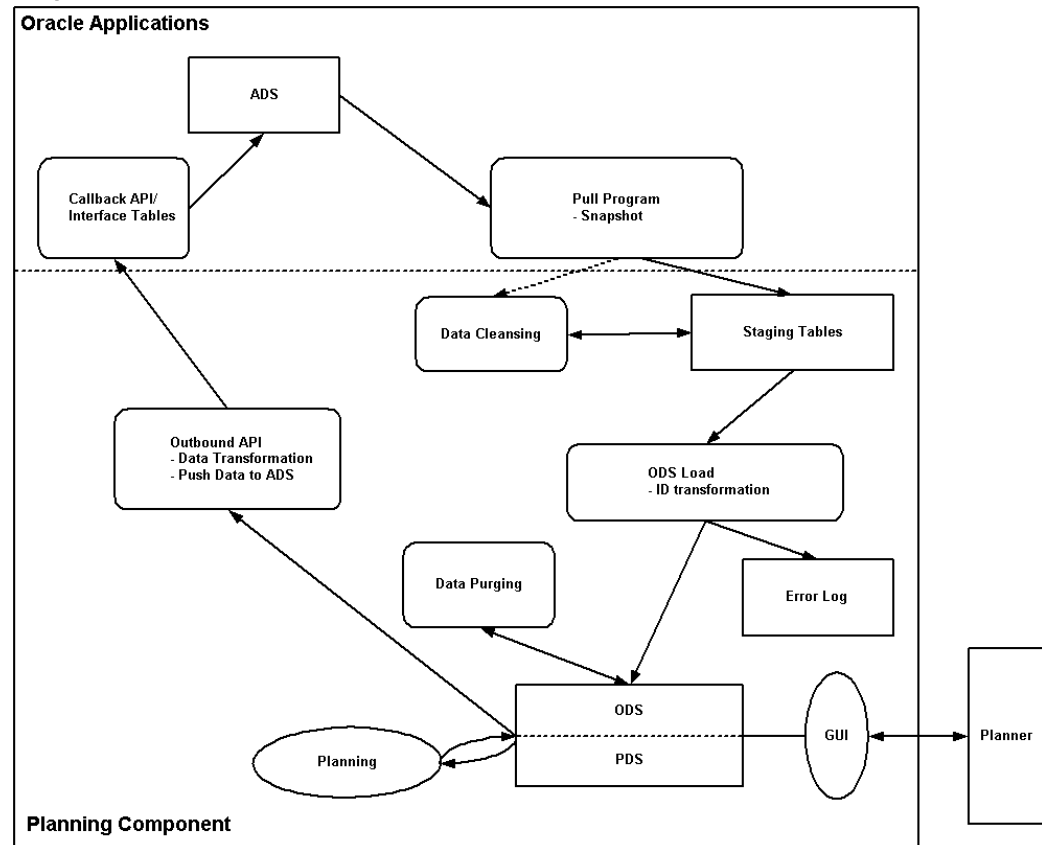 Oracle Applications
ADS
Callback API/
Interface Tables
Pull Program
- Snapshot
Data Cleansing
Staging Tables
Outbound API
- Data Transformation
- Push Data to ADS
ODS Load
- ID transformation
Data Purging
Error Log
ODS
PDS
Planning
GUI
Planner
Planning Component